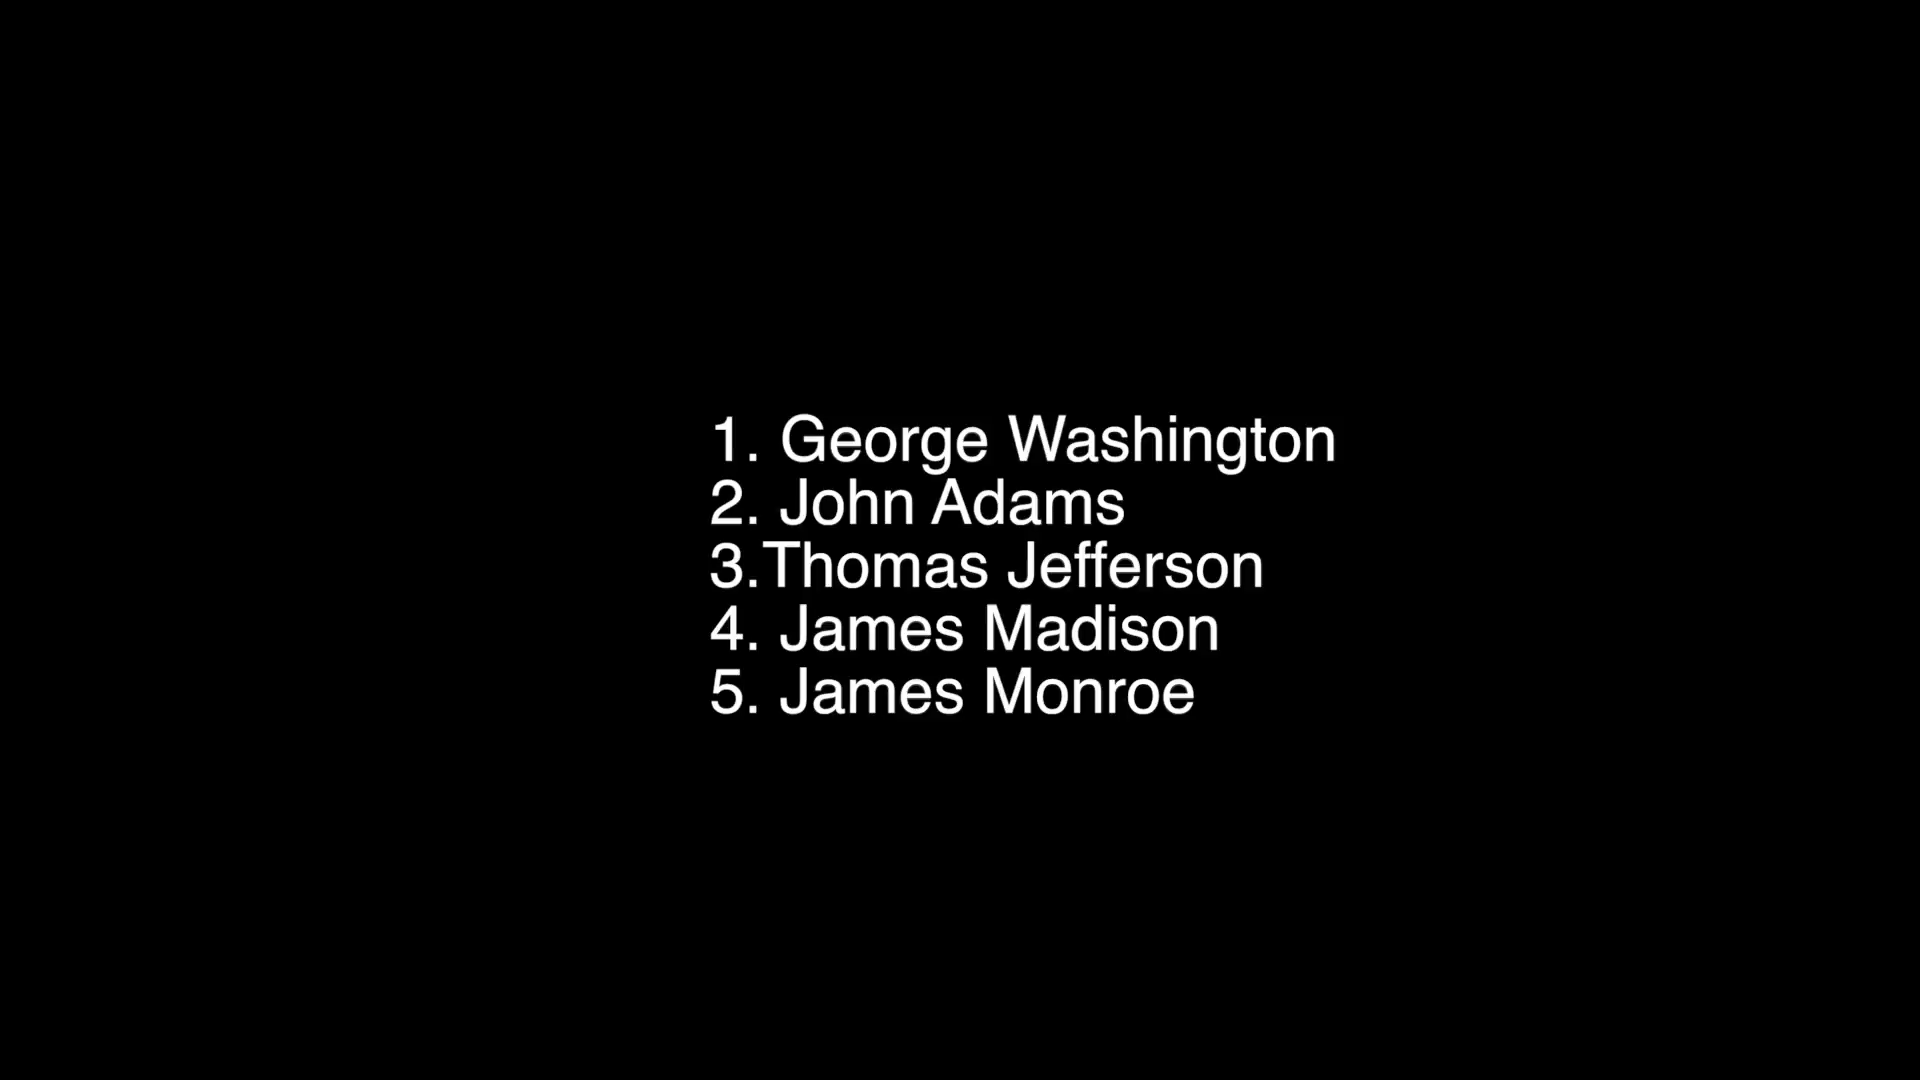 1. George Washington
2. John Adams
3.Thomas Jefferson
4. James Madison
5. James Monroe